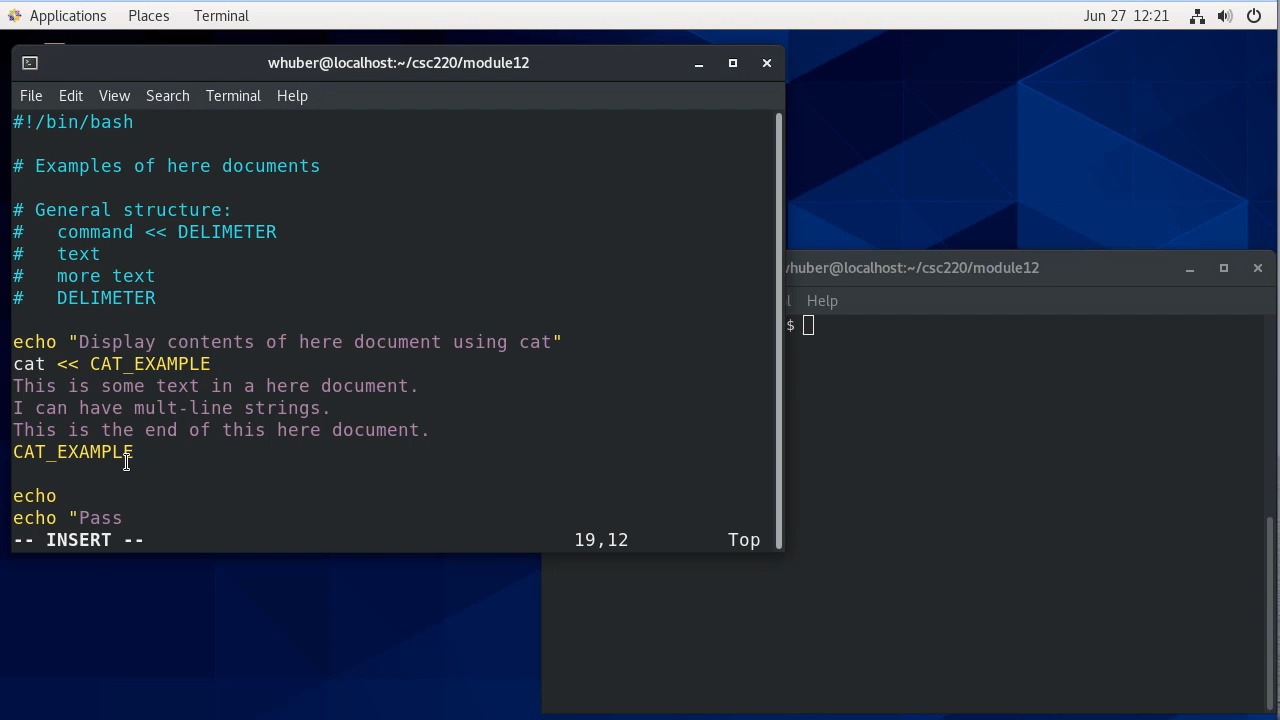 Applications Places Terminal Jun 27 12:21
whuber@localhost:~/csc220/module12
File Edit View Search Terminal Help
#!/bin/bash
# Examples of here documents
# General structure:
#   command << DELIMETER
#   text
#   more text
#   DELIMETER
echo "Display contents of here document using cat"
cat << CAT_EXAMPLE
This is some text in a here document.
I can have mult-line strings.
This is the end of this here document.
CAT_EXAMPLE
echo
echo "Pass
-- INSERT -- 19,12 Top
whuber@localhost:~/csc220/module12
l Help
$